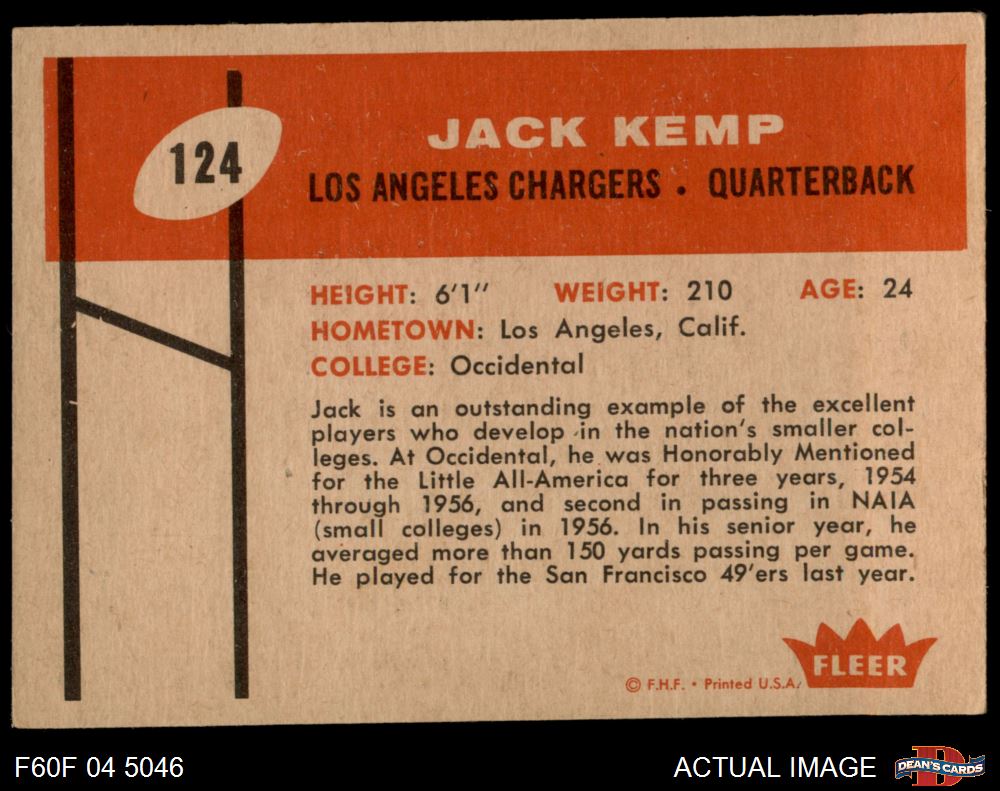 124
JACK KEMP
LOS ANGELES CHARGERS . QUARTERBACK
HEIGHT: 6'1" WEIGHT: 210 AGE: 24
HOMETOWN: Los Angeles, Calif.
COLLEGE: Occidental
Jack is an outstanding example of the excellent
players who develop in the nation's smaller col-
leges. At Occidental, he was Honorably Mentioned
for the Little All-America for three years, 1954
through 1956, and second in passing in NAIA
(small colleges) in 1956. In his senior year, he
averaged more than 150 yards passing per game.
He played for the San Francisco 49'ers last year.
FLEER
© F.H.F. • Printed U.S.A.
F60F 04 5046
ACTUAL IMAGE
D
DEAN'S CARDS